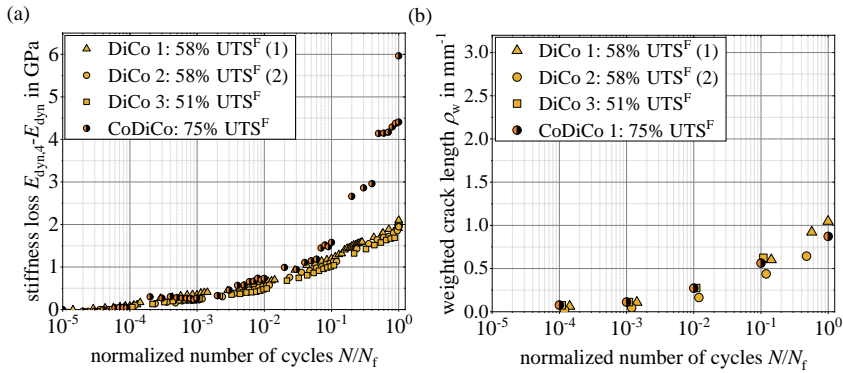 (a)
DiCo 1: 58% UTS^F (1)
DiCo 2: 58% UTS^F (2)
DiCo 3: 51% UTS^F
CoDiCo: 75% UTS^F
stiffness loss E_dyn,4-E_dyn in GPa
6
5
4
3
2
1
0
10^-5
10^-4
10^-3
10^-2
10^-1
10^0
normalized number of cycles N/N_f
(b)
DiCo 1: 58% UTS^F (1)
DiCo 2: 58% UTS^F (2)
DiCo 3: 51% UTS^F
CoDiCo 1: 75% UTS^F
weighted crack length ρ_w in mm^-1
3.0
2.5
2.0
1.5
1.0
0.5
0.0
10^-5
10^-4
10^-3
10^-2
10^-1
10^0
normalized number of cycles N/N_f